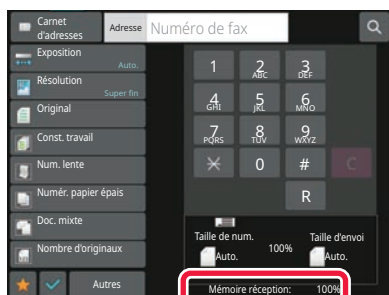 Carnet
d'adresses
Adresse
Numéro de fax
Exposition
Auto.
Résolution
Super fin
Original
Const. travail
Num. lente
Numér. papier
épais
Doc. mixte
Nombre d'originaux
Autres
1
2
ABC
3
DEF
4
GHI
5
JKL
6
MNO
7
PQRS
8
TUV
9
WXYZ
0
#
C
R
Taille de num.
Auto.
100%
Taille d'envoi
Auto.
Mémoire réception: 100%